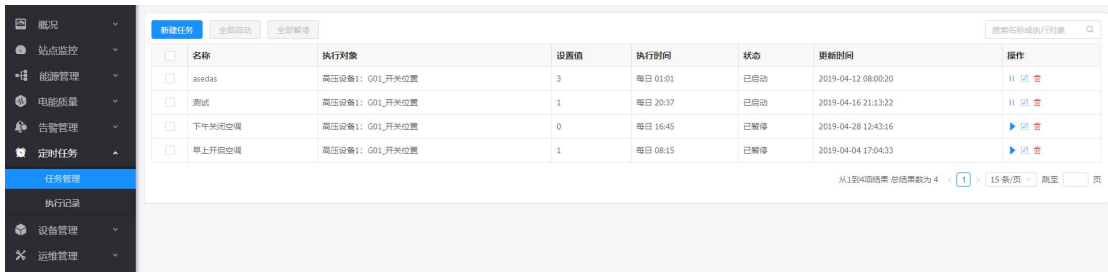 概况
站点监控
能源管理
电能质量
告警管理
定时任务
任务管理
执行记录
设备管理
运维管理
新建任务 全部启动 全部暂停 搜索名称或执行对象
名称 执行对象 设置值 执行时间 状态 更新时间 操作
asedas 高压设备1：G01_开关位置 3 每日 01:01 已启动 2019-04-12 08:00:20
测试 高压设备1：G01_开关位置 1 每日 20:37 已启动 2019-04-16 21:13:22
下午关闭空调 高压设备1：G01_开关位置 0 每日 16:45 已暂停 2019-04-28 12:43:16
早上开启空调 高压设备1：G01_开关位置 1 每日 08:15 已暂停 2019-04-04 17:04:33
从1到4项结果 总结果数为 4 < 1 > 15 条/页 跳至 页